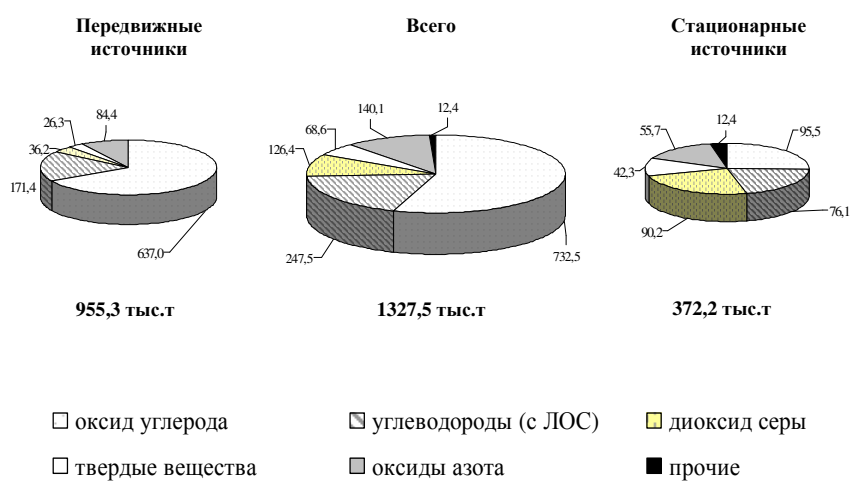 Передвижные
источники
Всего
Стационарные
источники
26,3
84,4
36,2
171,4
637,0
140,1
12,4
68,6
126,4
247,5
732,5
12,4
55,7
95,5
42,3
76,1
90,2
955,3 тыс.т
1327,5 тыс.т
372,2 тыс.т
оксид углерода
углеводороды (с ЛОС)
диоксид серы
твердые вещества
оксиды азота
прочие